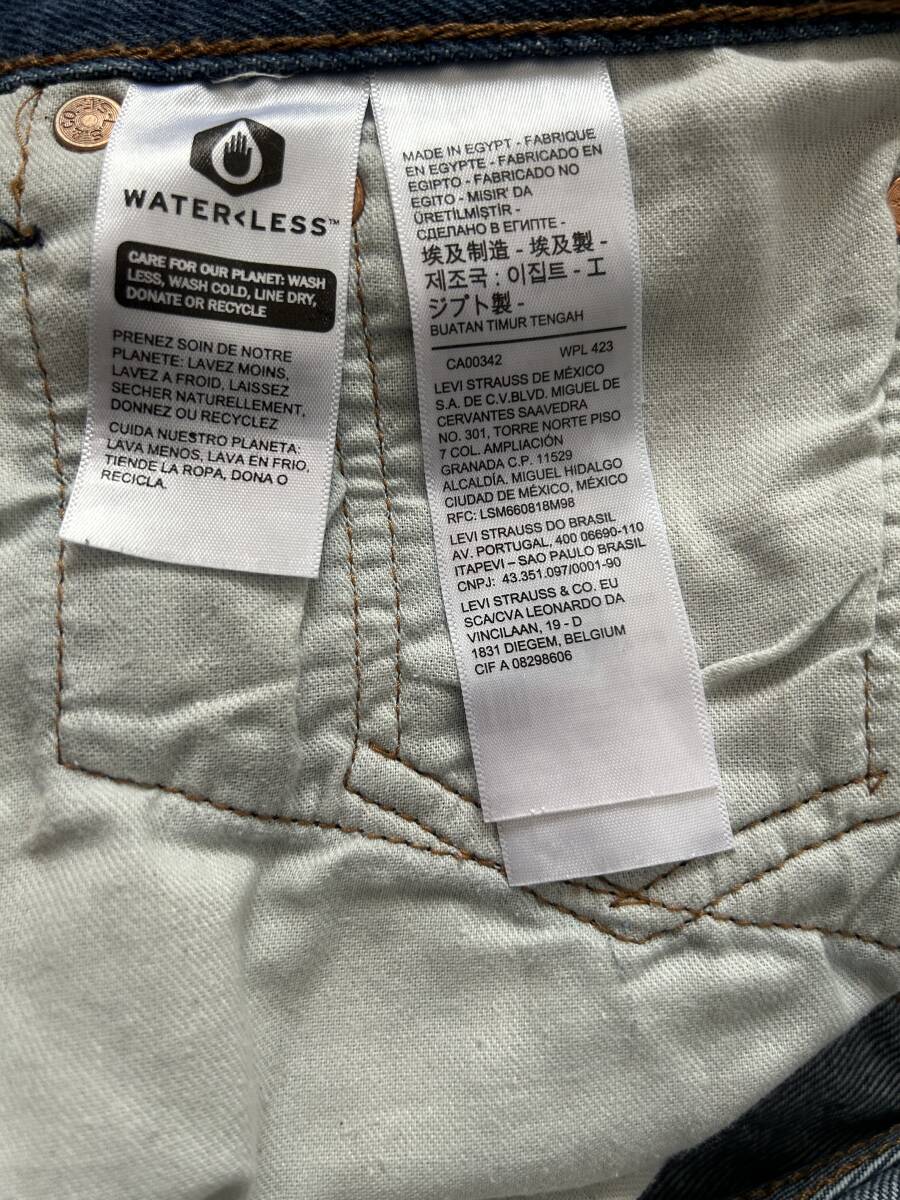 WATER<LESS™
CARE FOR OUR PLANET: WASH
LESS, WASH COLD, LINE DRY,
DONATE OR RECYCLE
PRENEZ SOIN DE NOTRE
PLANETE: LAVEZ MOINS,
LAVEZ A FROID, LAISSEZ
SECHER NATURELLEMENT,
DONNEZ OU RECYCLEZ
CUIDA NUESTRO PLANETA:
LAVA MENOS, LAVA EN FRIO,
TIENDE LA ROPA, DONA O
RECICLA.
MADE IN EGYPT - FABRIQUE
EN EGYPTE - FABRICADO EN
EGIPTO - FABRICADO NO
EGITO - MISIR' DA
ÜRETİLMİŞTİR -
СДЕЛАНО В ЕГИПТЕ -
埃及制造 - 埃及製 -
제조국 : 이집트 - エ
ジプト製 -
BUATAN TIMUR TENGAH
CA00342 WPL 423
LEVI STRAUSS DE MÉXICO
S.A. DE C.V.BLVD. MIGUEL DE
CERVANTES SAAVEDRA
NO. 301, TORRE NORTE PISO
7 COL. AMPLIACIÓN
GRANADA C.P. 11529
ALCALDÍA. MIGUEL HIDALGO
CIUDAD DE MÉXICO, MÉXICO
RFC: LSM660818M98
LEVI STRAUSS DO BRASIL
AV. PORTUGAL, 400 06690-110
ITAPEVI – SAO PAULO BRASIL
CNPJ: 43.351.097/0001-90
LEVI STRAUSS & CO. EU
SCA/CVA LEONARDO DA
VINCILAAN, 19 - D
1831 DIEGEM, BELGIUM
CIF A 08298606